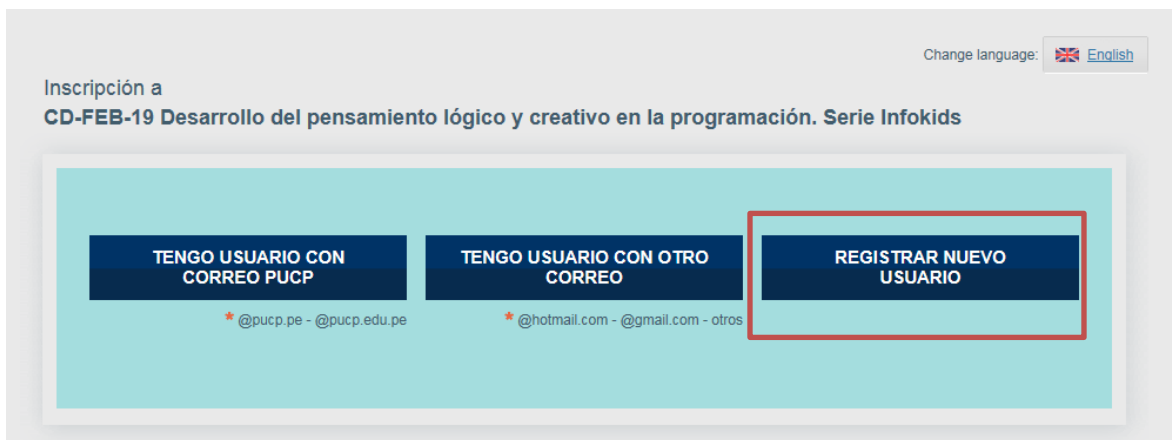 Change language: English
Inscripción a
CD-FEB-19 Desarrollo del pensamiento lógico y creativo en la programación. Serie Infokids
TENGO USUARIO CON
CORREO PUCP
* @pucp.pe - @pucp.edu.pe
TENGO USUARIO CON OTRO
CORREO
* @hotmail.com - @gmail.com - otros
REGISTRAR NUEVO
USUARIO